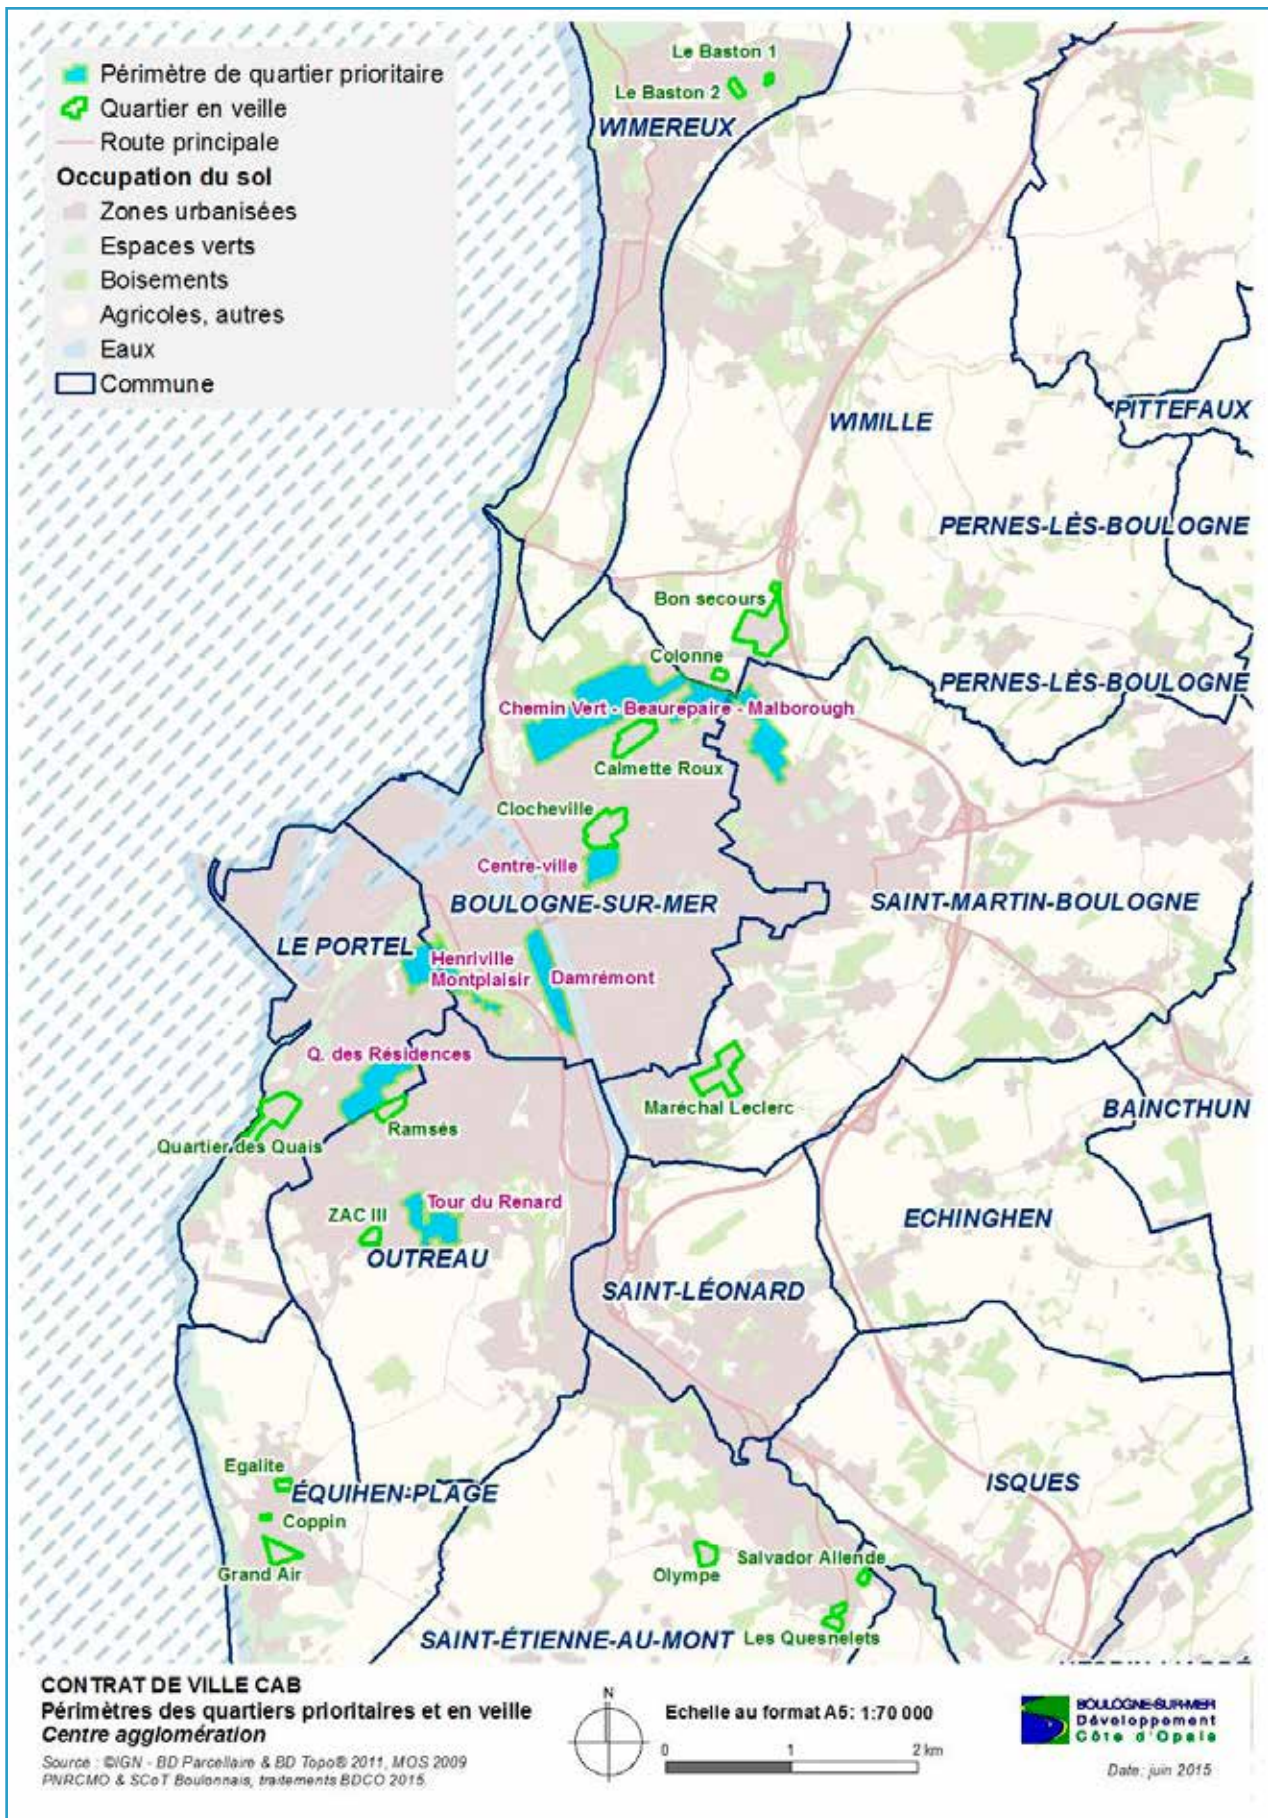 Périmètre de quartier prioritaire
Quartier en veille
Route principale
Occupation du sol
Zones urbanisées
Espaces verts
Boisements
Agricoles, autres
Eaux
Commune
Le Baston 1
Le Baston 2
WIMEREUX
WIMILLE
PITTEFAUX
PERNES-LÈS-BOULOGNE
Bon secours
Colonne
PERNES-LÈS-BOULOGNE
Chemin Vert - Beaurepaire - Malborough
Calmette Roux
Clocheville
Centre-ville
BOULOGNE-SUR-MER
SAINT-MARTIN-BOULOGNE
LE PORTEL
Henriville
Montplaisir
Damrémont
Q. des Résidences
Maréchal Leclerc
BAINCTHUN
Ramsès
Quartier des Quais
Tour du Renard
ZAC III
OUTREAU
ECHINGHEN
SAINT-LÉONARD
Egalite
ÉQUIHEN-PLAGE
Coppin
Grand Air
ISQUES
Olympe
Salvador Allende
SAINT-ÉTIENNE-AU-MONT
Les Quesnelets
CONTRAT DE VILLE CAB
Périmètres des quartiers prioritaires et en veille
Centre agglomération
Source : ©IGN - BD Parcellaire & BD Topo® 2011, MOS 2009
PNRCMO & SCoT Boulonnais, traitements BDCO 2015
N
Echelle au format A5: 1:70 000
0 1 2 km
BOULOGNE-SUR-MER
Développement
Côte d'Opale
Date: juin 2015